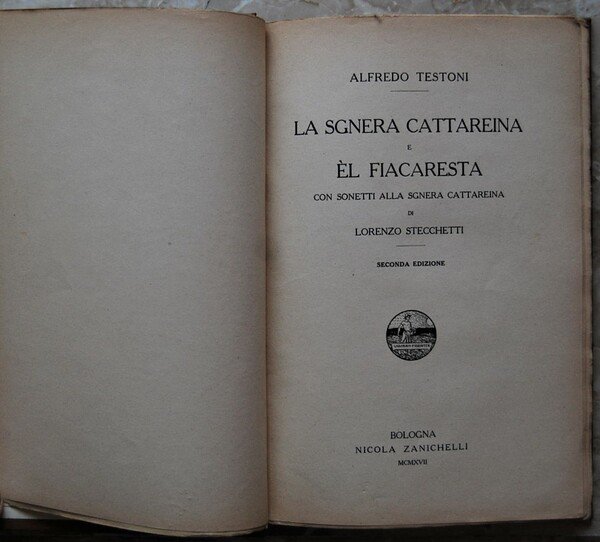 ALFREDO TESTONI
LA SGNERA CATTAREINA
E
ÈL FIACARESTA
CON SONETTI ALLA SGNERA CATTAREINA
DI
LORENZO STECCHETTI
SECONDA EDIZIONE
BOLOGNA
NICOLA ZANICHELLI
MCMXVII